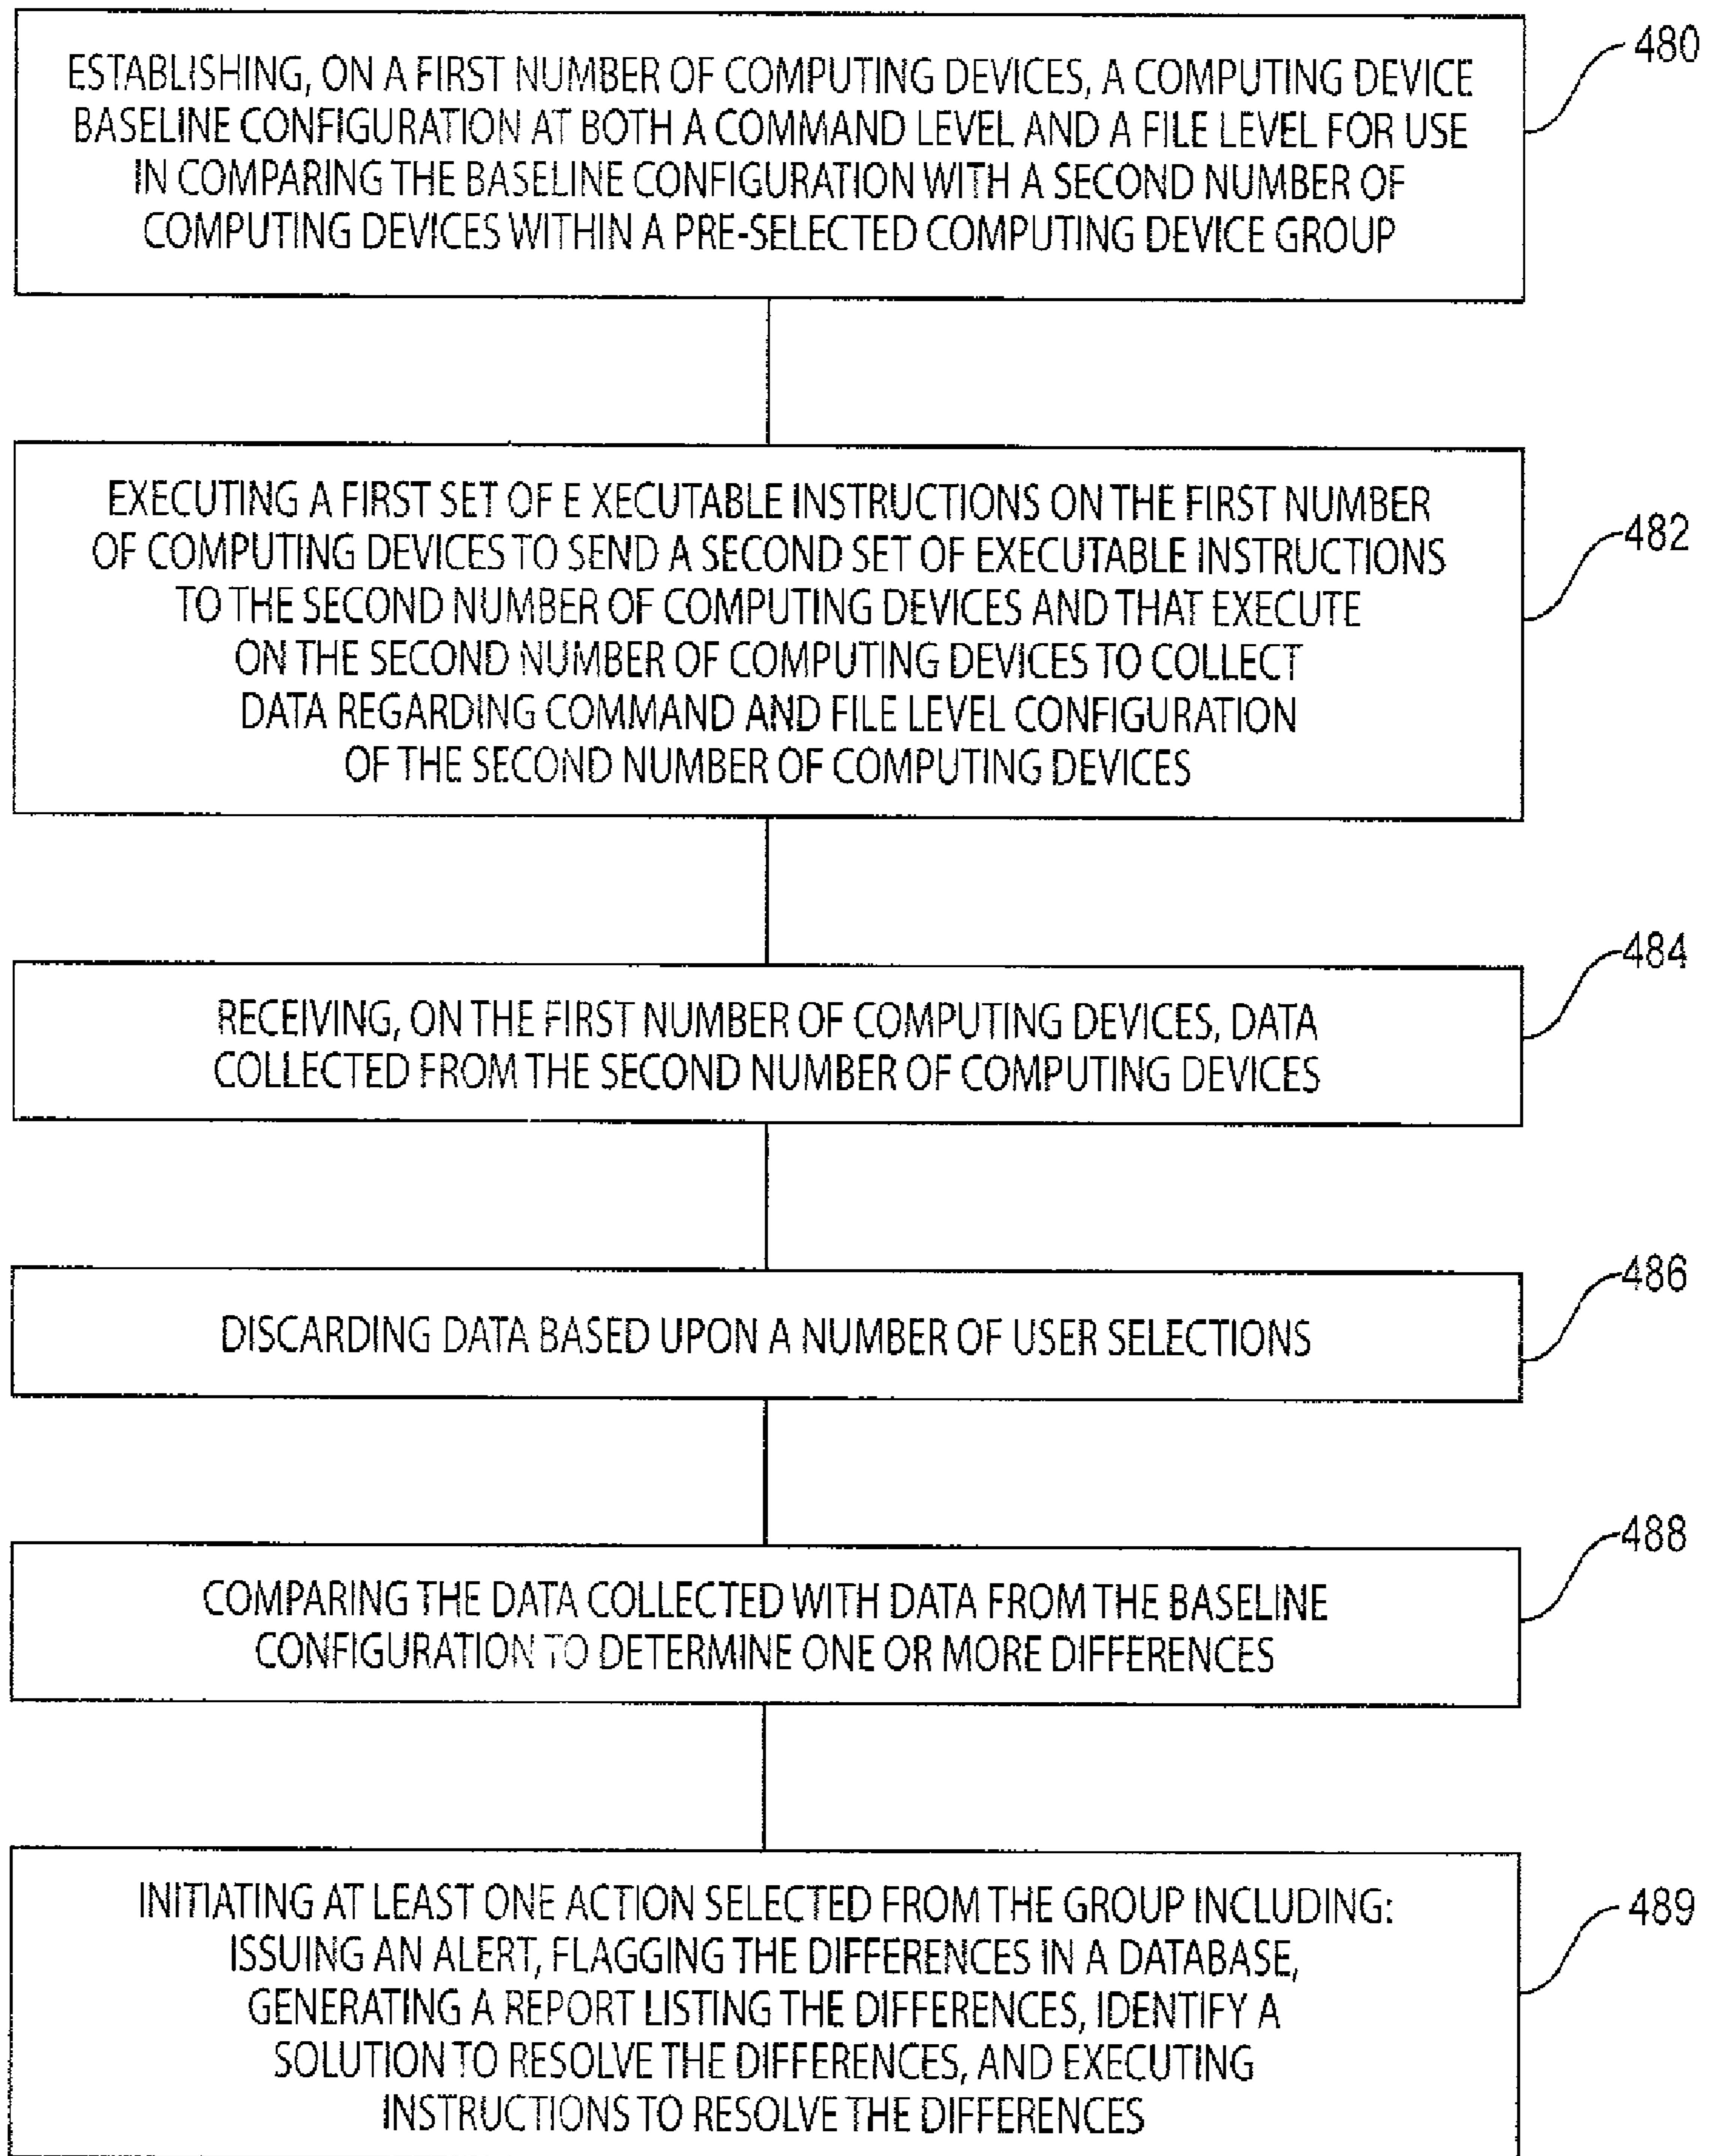 480
ESTABLISHING, ON A FIRST NUMBER OF COMPUTING DEVICES, A COMPUTING DEVICE
BASELINE CONFIGURATION AT BOTH A COMMAND LEVEL AND A FILE LEVEL FOR USE
IN COMPARING THE BASELINE CONFIGURATION WITH A SECOND NUMBER OF
COMPUTING DEVICES WITHIN A PRE-SELECTED COMPUTING DEVICE GROUP
482
EXECUTING A FIRST SET OF E XECUTABLE INSTRUCTIONS ON THE FIRST NUMBER
OF COMPUTING DEVICES TO SEND A SECOND SET OF EXECUTABLE INSTRUCTIONS
TO THE SECOND NUMBER OF COMPUTING DEVICES AND THAT EXECUTE
ON THE SECOND NUMBER OF COMPUTING DEVICES TO COLLECT
DATA REGARDING COMMAND AND FILE LEVEL CONFIGURATION
OF THE SECOND NUMBER OF COMPUTING DEVICES
484
RECEIVING, ON THE FIRST NUMBER OF COMPUTING DEVICES, DATA
COLLECTED FROM THE SECOND NUMBER OF COMPUTING DEVICES
486
DISCARDING DATA BASED UPON A NUMBER OF USER SELECTIONS
488
COMPARING THE DATA COLLECTED WITH DATA FROM THE BASELINE
CONFIGURATION TO DETERMINE ONE OR MORE DIFFERENCES
489
INITIATING AT LEAST ONE ACTION SELECTED FROM THE GROUP INCLUDING:
ISSUING AN ALERT, FLAGGING THE DIFFERENCES IN A DATABASE,
GENERATING A REPORT LISTING THE DIFFERENCES, IDENTIFY A
SOLUTION TO RESOLVE THE DIFFERENCES, AND EXECUTING
INSTRUCTIONS TO RESOLVE THE DIFFERENCES